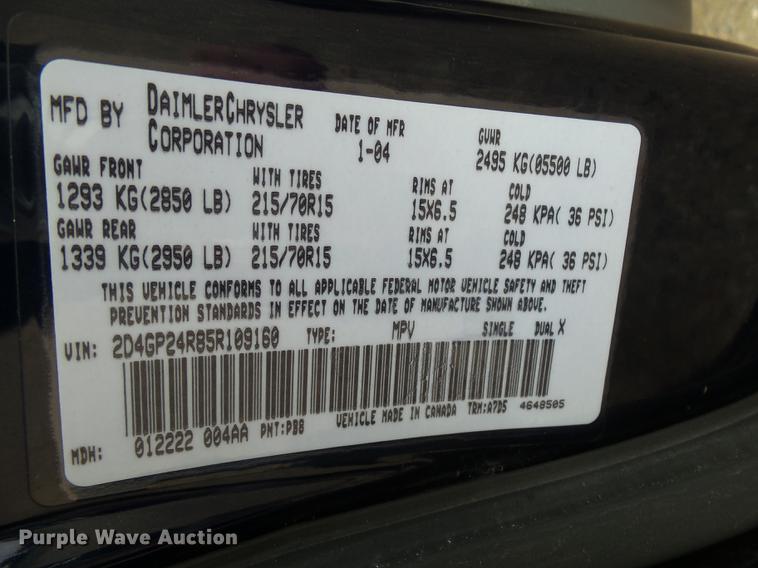 MFD BY DAIMLERCHRYSLER CORPORATION
DATE OF MFR 1-04
GVWR 2495 KG(05500 LB)
GAWR FRONT WITH TIRES RIMS AT COLD
1293 KG(2850 LB) 215/70R15 15X6.5 248 KPA( 36 PSI)
GAWR REAR WITH TIRES RIMS AT COLD
1339 KG(2950 LB) 215/70R15 15X6.5 248 KPA( 36 PSI)
THIS VEHICLE CONFORMS TO ALL APPLICABLE FEDERAL MOTOR VEHICLE SAFETY AND THEFT
PREVENTION STANDARDS IN EFFECT ON THE DATE OF MANUFACTURE SHOWN ABOVE.
VIN: 2D4GP24R85R109160 TYPE: MPV SINGLE DUAL X
MDH: 012222 004AA PNT:PB8 VEHICLE MADE IN CANADA TRM:A7D5 4648505
Purple Wave Auction